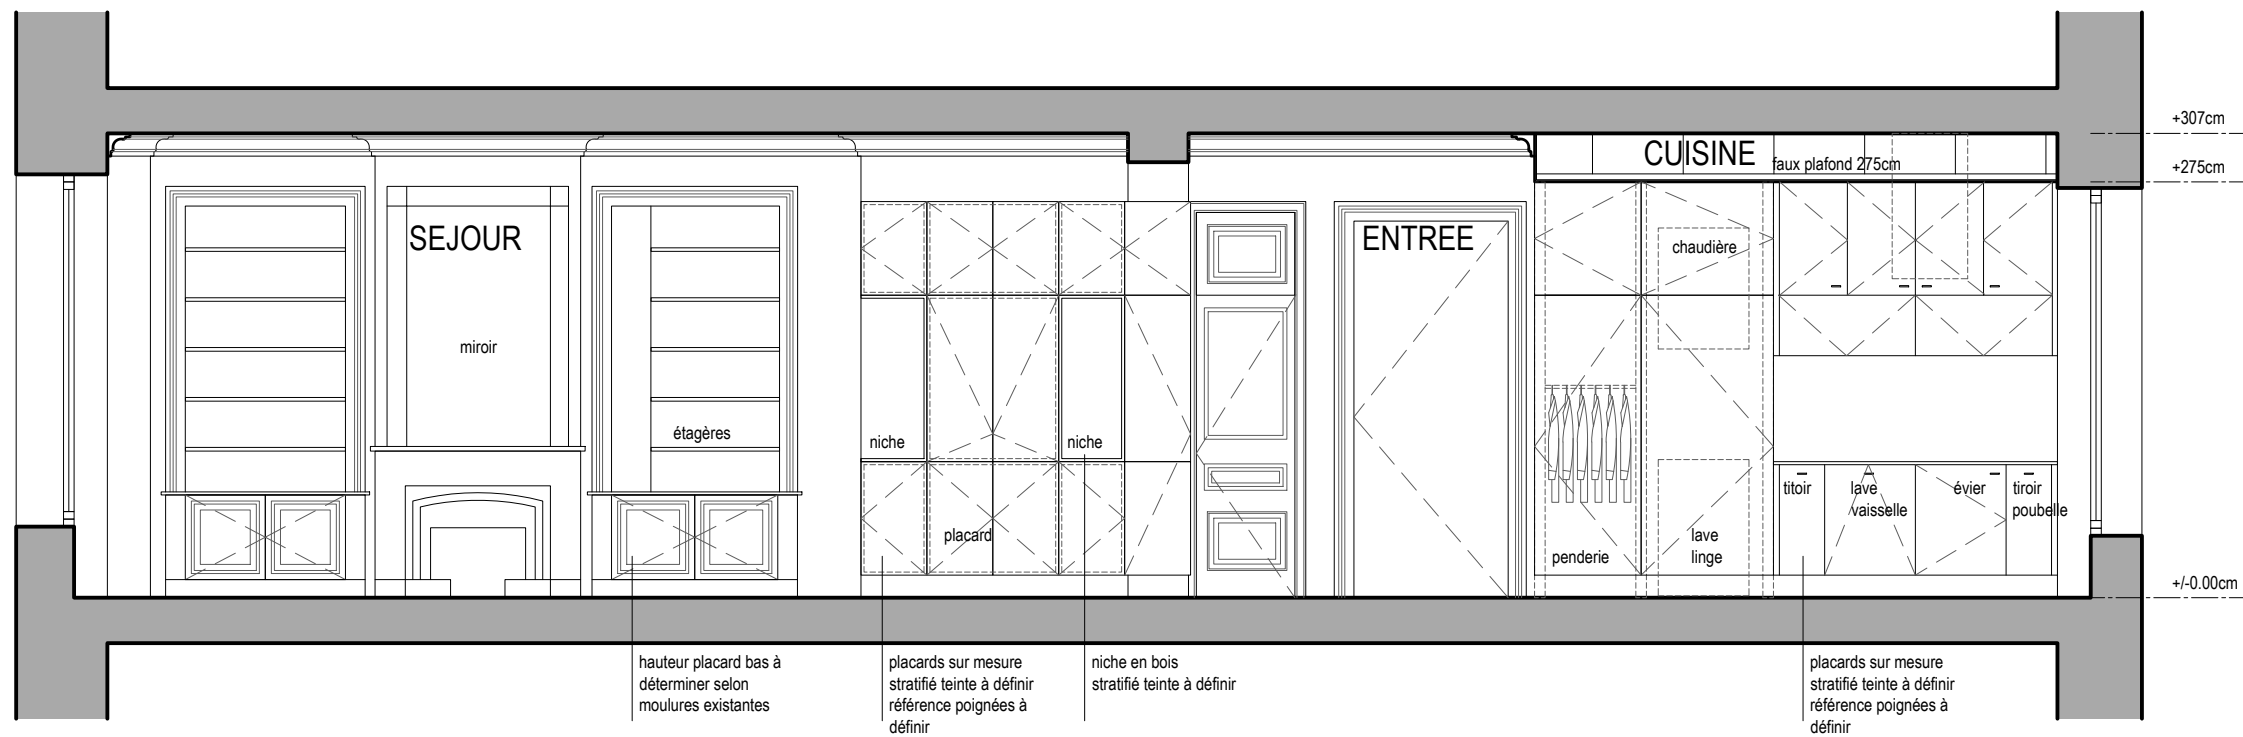 +307cm
CUISINE
faux plafond 275cm
+275cm
SEJOUR
ENTREE
chaudière
miroir
étagères
niche
niche
titoir
lave
vaisselle
évier
tiroir
poubelle
placard
lave
linge
penderie
+/-0.00cm
hauteur placard bas à
déterminer selon
moulures existantes
placards sur mesure
stratifié teinte à définir
référence poignées à
définir
niche en bois
stratifié teinte à définir
placards sur mesure
stratifié teinte à définir
référence poignées à
définir